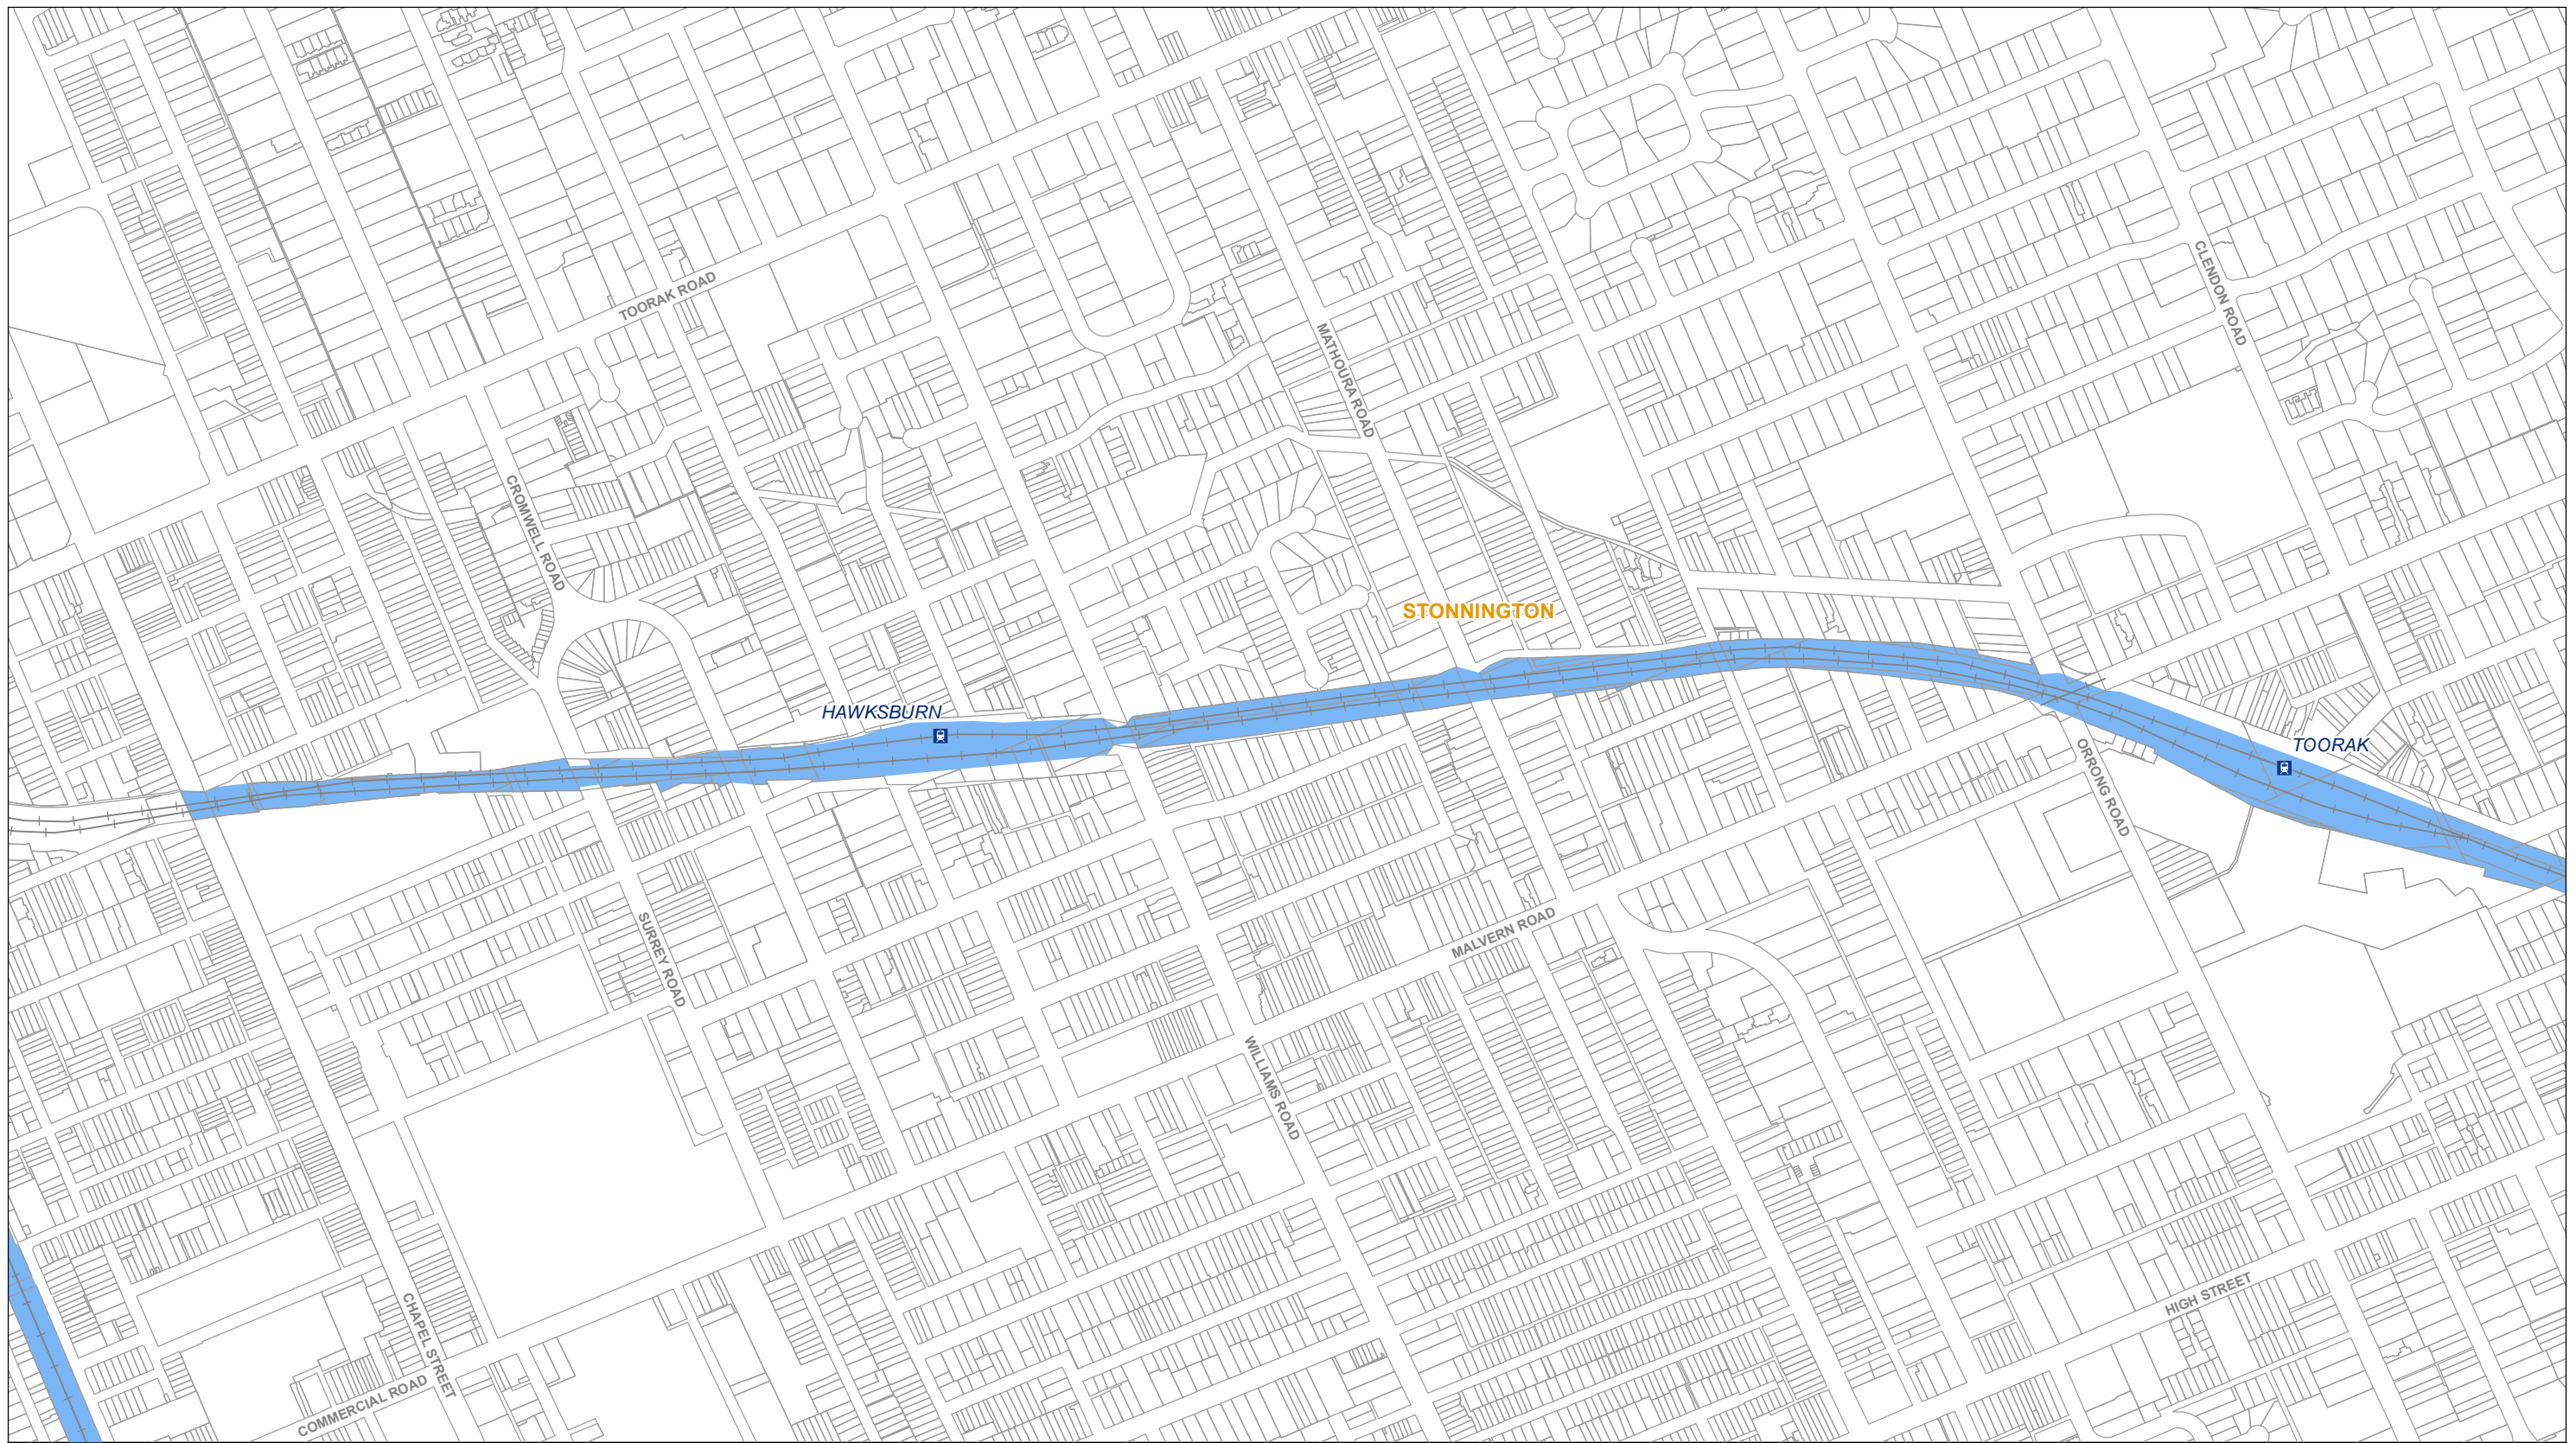 TOORAK ROAD
CLENDON ROAD
MATHOURA ROAD
CROMWELL ROAD
STONNINGTON
HAWKSBURN
TOORAK
ORRONG ROAD
SURREY ROAD
MALVERN ROAD
WILLIAMS ROAD
HIGH STREET
CHAPEL STREET
COMMERCIAL ROAD